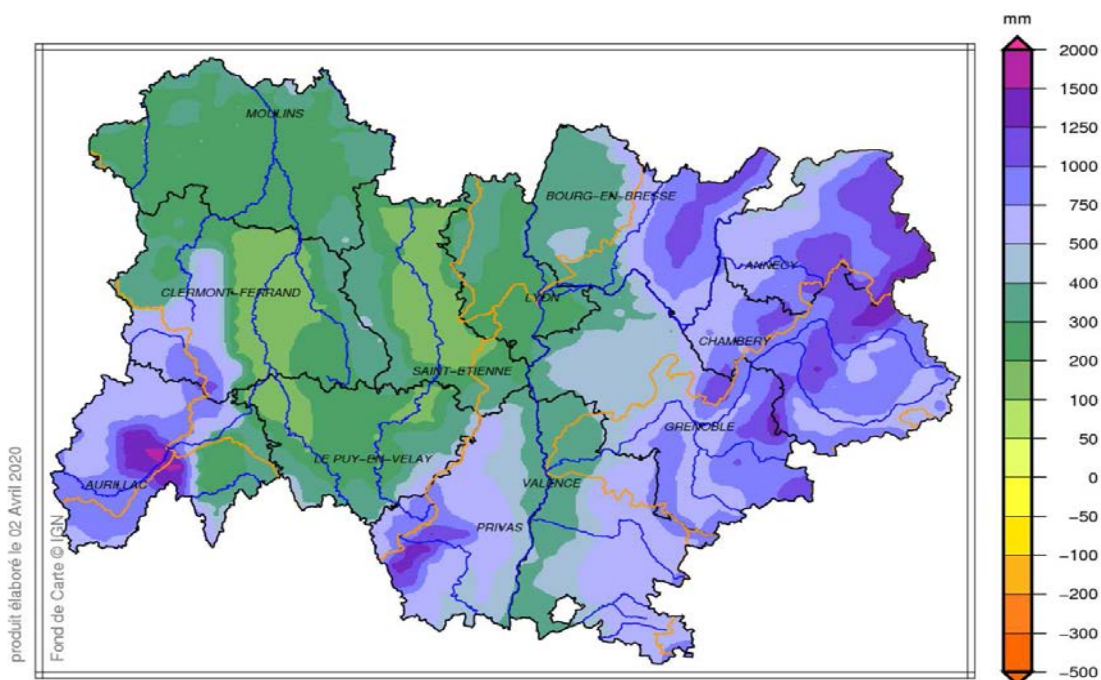 mm
2000
1500
1250
1000
750
500
400
300
200
100
50
0
-50
-100
-200
-300
-500
MOULINS
BOURG-EN-BRESSE
ANNECY
CLERMONT-FERRAND
LYON
CHAMBERY
SAINT-ETIENNE
GRENOBLE
LE PUY-EN-VELAY
AURILLAC
VALENCE
PRIVAS
produit élaboré le 02 Avril 2020
Fond de Carte © IGN